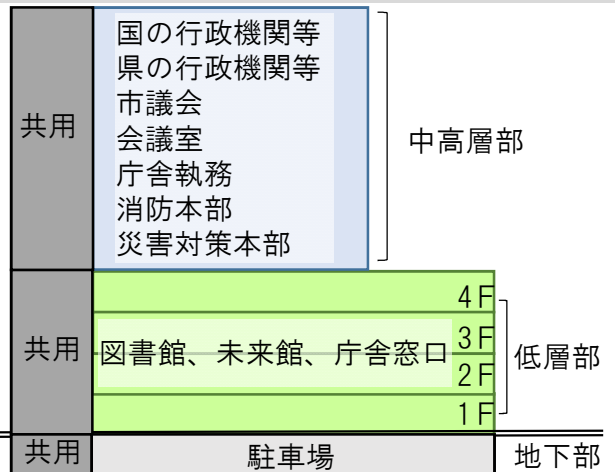 国の行政機関等
県の行政機関等
市議会
会議室
庁舎執務
消防本部
災害対策本部
共用
中高層部
4F
3F
2F
1F
共用
図書館、未来館、庁舎窓口
低層部
共用
駐車場
地下部